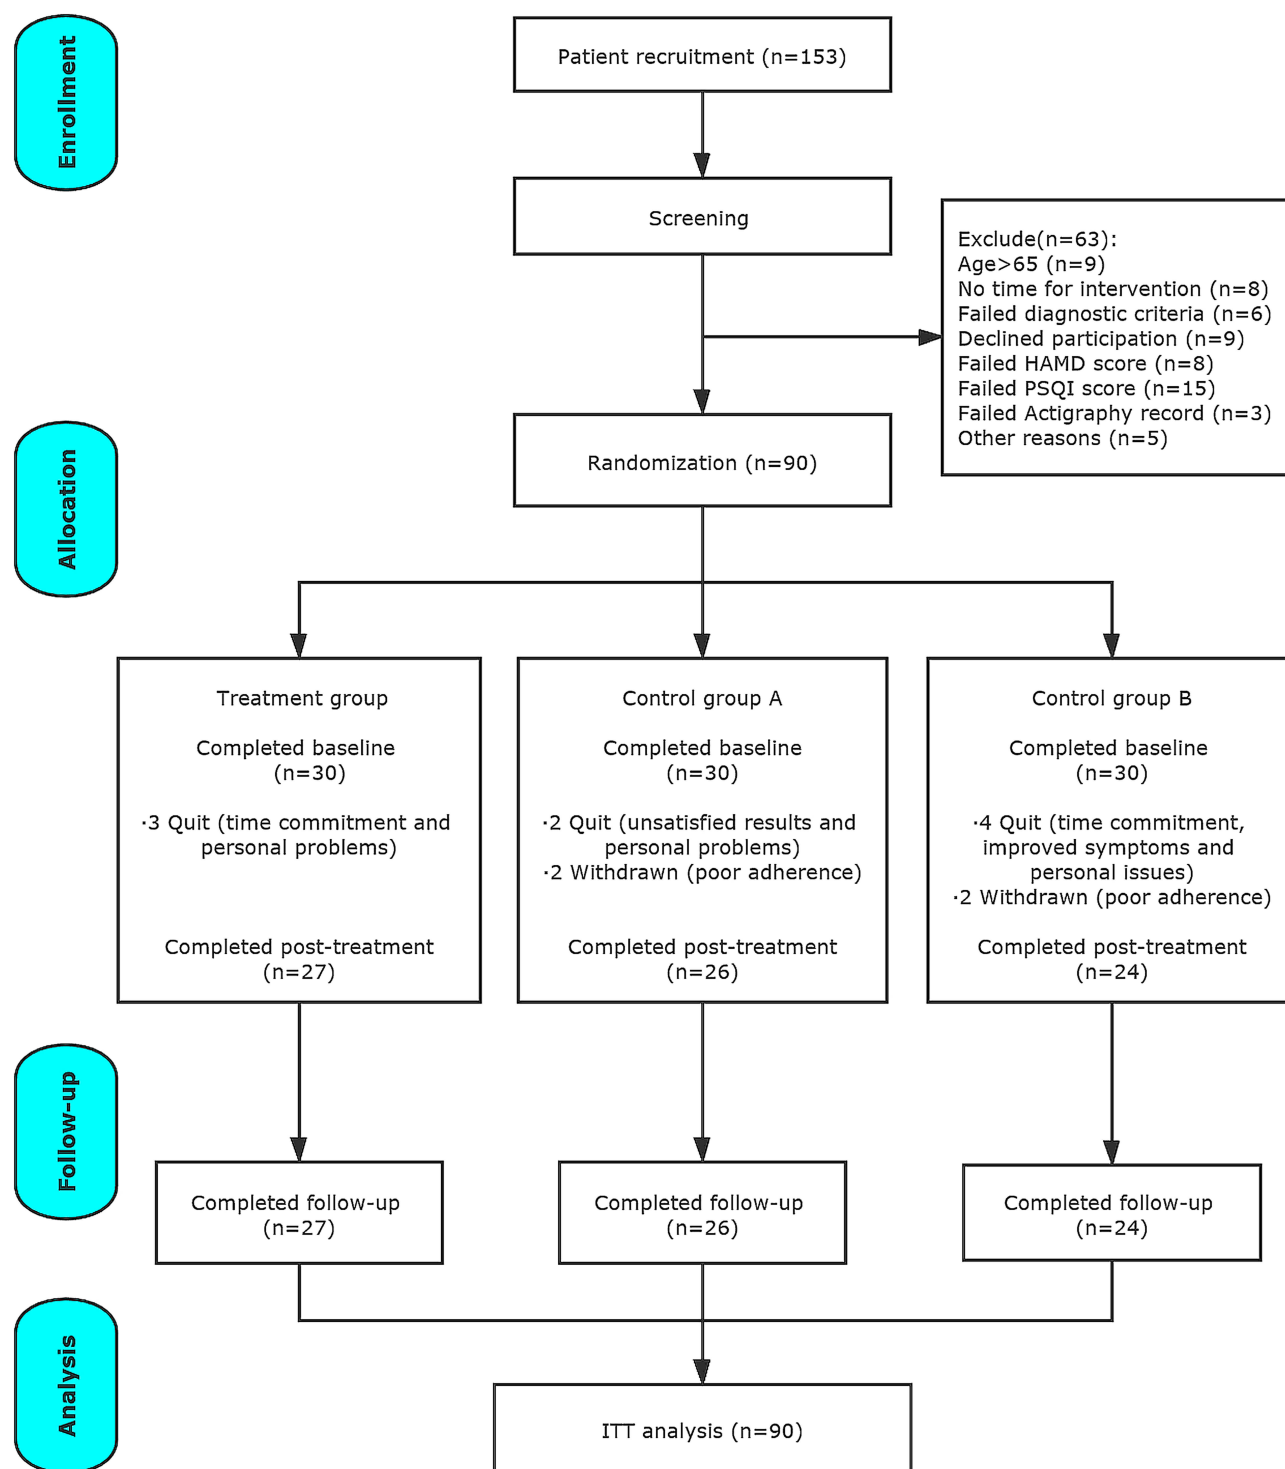 Enrollment
Patient recruitment (n=153)
Screening
Exclude(n=63):
Age>65 (n=9)
No time for intervention (n=8)
Failed diagnostic criteria (n=6)
Declined participation (n=9)
Failed HAMD score (n=8)
Failed PSQI score (n=15)
Failed Actigraphy record (n=3)
Other reasons (n=5)
Allocation
Randomization (n=90)
Treatment group
Completed baseline
(n=30)
·3 Quit (time commitment and
personal problems)
Completed post-treatment
(n=27)
Control group A
Completed baseline
(n=30)
·2 Quit (unsatisfied results and
personal problems)
·2 Withdrawn (poor adherence)
Completed post-treatment
(n=26)
Control group B
Completed baseline
(n=30)
·4 Quit (time commitment,
improved symptoms and
personal issues)
·2 Withdrawn (poor adherence)
Completed post-treatment
(n=24)
Follow-up
Completed follow-up
(n=27)
Completed follow-up
(n=26)
Completed follow-up
(n=24)
Analysis
ITT analysis (n=90)